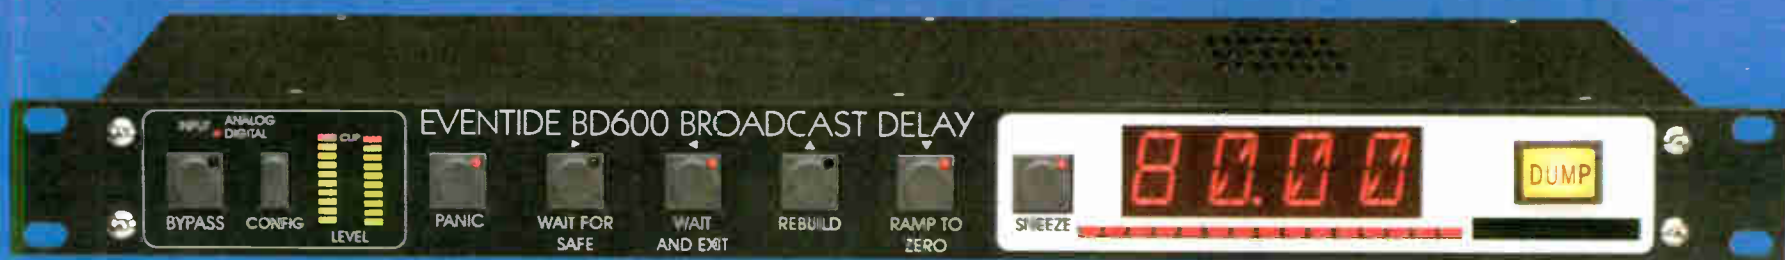 EVENTIDE BD600 BROADCAST DELAY
INPUT
ANALOG
DIGITAL
CLIP
BYPASS
CONFIG
LEVEL
PANIC
WAIT FOR
SAFE
WAIT
AND EXIT
REBUILD
RAMP TO
ZERO
SNEEZE
80.00
DUMP